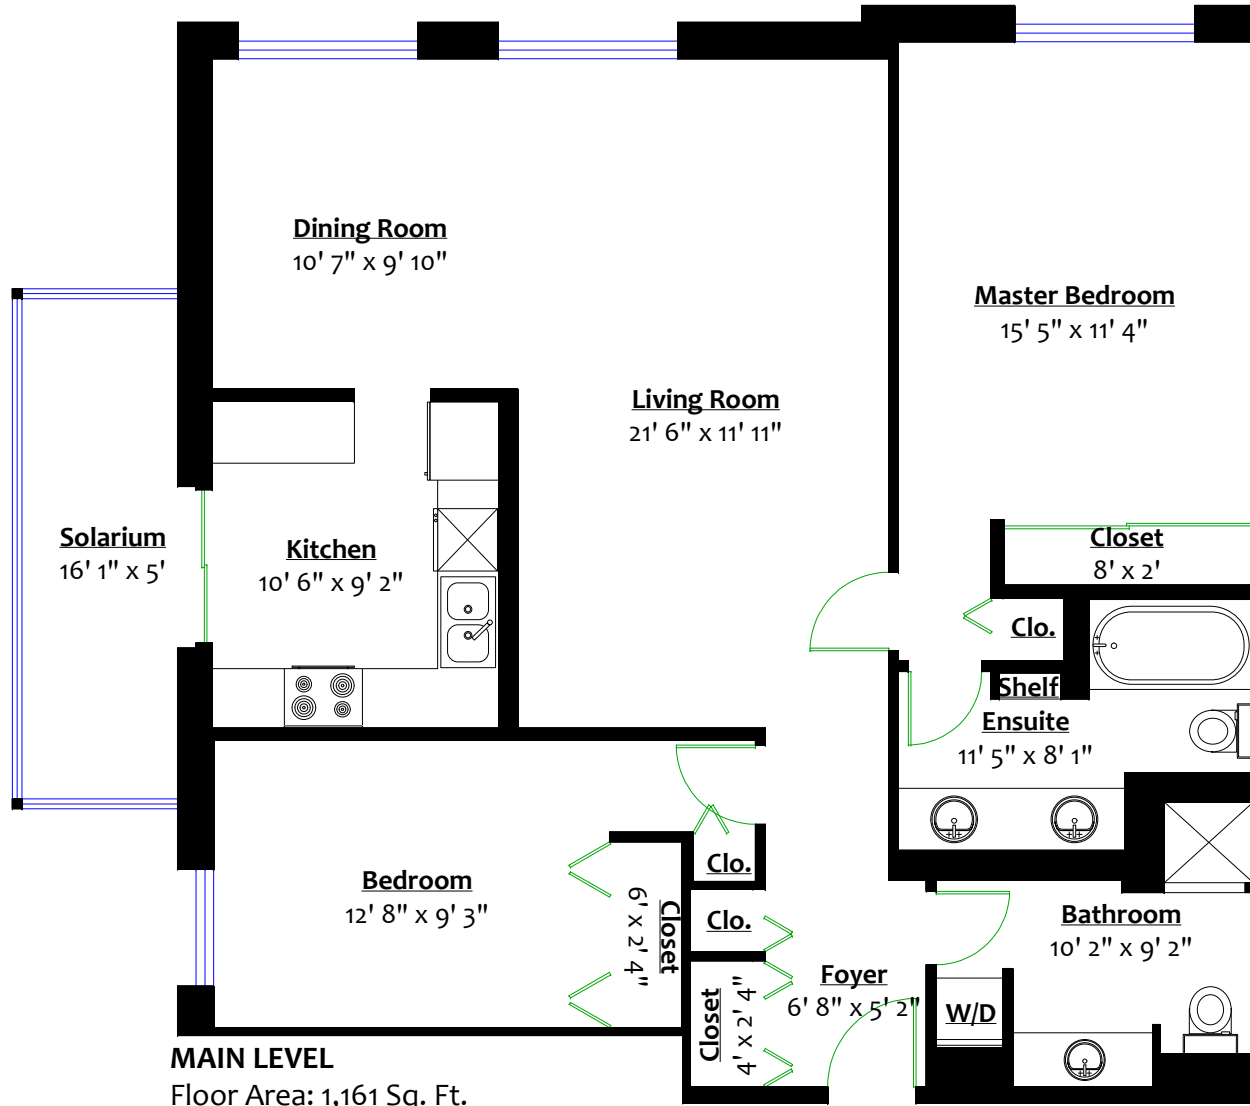 Dining Room
10' 7" x 9' 10"
Master Bedroom
15' 5" x 11' 4"
Living Room
21' 6" x 11' 11"
Solarium
16' 1" x 5'
Kitchen
10' 6" x 9' 2"
Closet
8' x 2'
Clo.
Shelf
Ensuite
11' 5" x 8' 1"
Bedroom
12' 8" x 9' 3"
Closet
6' x 2' 4"
Clo.
Clo.
Closet
4' x 2' 4"
Foyer
6' 8" x 5' 2"
W/D
Bathroom
10' 2" x 9' 2"
MAIN LEVEL
Floor Area: 1,161 Sq. Ft.